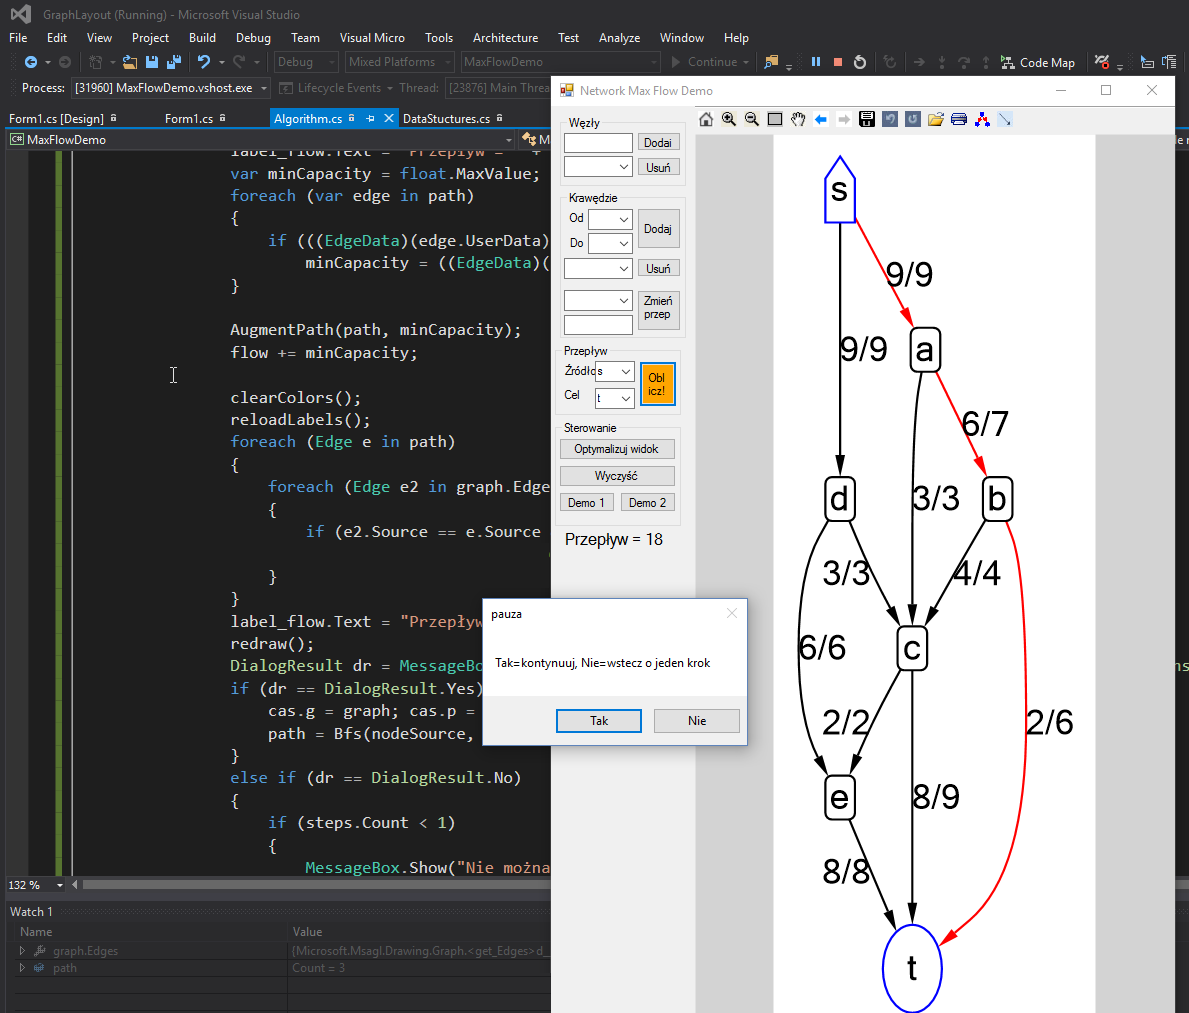 GraphLayout (Running) - Microsoft Visual Studio
File Edit View Project Build Debug Team Visual Micro Tools Architecture Test Analyze Window Help
Debug Mixed Platforms MaxFlowDemo Continue Code Map
Process: [31960] MaxFlowDemo.vshost.exe Lifecycle Events Thread: [23876] Main Threa
Form1.cs [Design] Form1.cs Algorithm.cs DataStuctures.cs
MaxFlowDemo
label_flow.Text = "Przepływ = " +
var minCapacity = float.MaxValue;
foreach (var edge in path)
{
if (((EdgeData)(edge.UserData)
minCapacity = ((EdgeData)(
}
AugmentPath(path, minCapacity);
flow += minCapacity;
clearColors();
reloadLabels();
foreach (Edge e in path)
{
foreach (Edge e2 in graph.Edge
{
if (e2.Source == e.Source
}
}
label_flow.Text = "Przepływ
redraw();
DialogResult dr = MessageBo
if (dr == DialogResult.Yes)
{
cas.g = graph; cas.p =
path = Bfs(nodeSource,
}
else if (dr == DialogResult.No)
{
if (steps.Count < 1)
{
MessageBox.Show("Nie można
132 %
Watch 1
Name Value
graph.Edges {Microsoft.Msagl.Drawing.Graph.<get_Edges>d_
path Count = 3
Network Max Flow Demo
Węzły
Dodaj
Usuń
Krawędzie
Od
Dodaj
Do
Usuń
Zmień
przep
Przepływ
Źródło s
Obl
icz!
Cel t
Sterowanie
Optymalizuj widok
Wyczyść
Demo 1 Demo 2
Przepływ = 18
pauza
Tak=kontynuuj, Nie=wstecz o jeden krok
Tak Nie
s
9/9
9/9
a
6/7
d
3/3
b
3/3
4/4
6/6
c
2/2
2/6
e
8/9
8/8
t